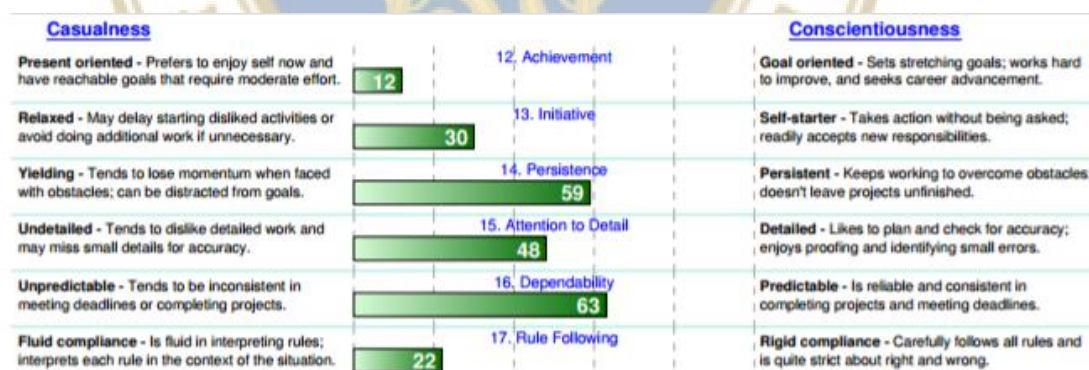 Casualness
Conscientiousness
Present oriented - Prefers to enjoy self now and
have reachable goals that require moderate effort.
12. Achievement
12
Goal oriented - Sets stretching goals; works hard
to improve, and seeks career advancement.
Relaxed - May delay starting disliked activities or
avoid doing additional work if unnecessary.
13. Initiative
30
Self-starter - Takes action without being asked;
readily accepts new responsibilities.
Yielding - Tends to lose momentum when faced
with obstacles; can be distracted from goals.
14. Persistence
59
Persistent - Keeps working to overcome obstacles
doesn't leave projects unfinished.
Undetailed - Tends to dislike detailed work and
may miss small details for accuracy.
15. Attention to Detail
48
Detailed - Likes to plan and check for accuracy;
enjoys proofing and identifying small errors.
Unpredictable - Tends to be inconsistent in
meeting deadlines or completing projects.
16. Dependability
63
Predictable - Is reliable and consistent in
completing projects and meeting deadlines.
Fluid compliance - Is fluid in interpreting rules;
interprets each rule in the context of the situation.
17. Rule Following
22
Rigid compliance - Carefully follows all rules and
is quite strict about right and wrong.